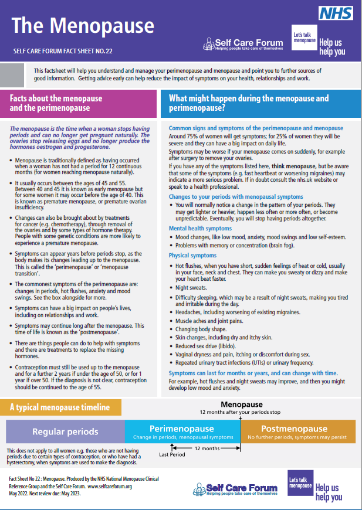 NHS
The Menopause
Self Care Forum
Helping people take care of themselves
Let's talk
menopause
Help us
help you
SELF CARE FORUM FACT SHEET NO.22
This factsheet will help you understand and manage your perimenopause and menopause and point you to further sources of
good information. Getting advice early can help reduce the impact of symptoms on your health, relationships and work.
Facts about the menopause
and the perimenopause
The menopause is the time when a woman stops having
periods and can no longer get pregnant naturally. The
ovaries stop releasing eggs and no longer produce the
hormones oestrogen and progesterone.
• Menopause is traditionally defined as having occurred
when a woman has not had a period for 12 continuous
months (for women reaching menopause naturally).
• It usually occurs between the ages of 45 and 55.
Between 40 and 45 it is known as early menopause but
for some women it may occur before the age of 40. This
is known as premature menopause, or premature ovarian
insufficiency.
• Changes can also be brought about by treatments
for cancer (e.g. chemotherapy), through removal of
the ovaries and by some types of hormone therapy.
People with some genetic conditions are more likely to
experience a premature menopause.
• Symptoms can appear years before periods stop, as the
body makes its changes leading up to the menopause.
This is called the 'perimenopause' or 'menopause
transition'.
• The commonest symptoms of the perimenopause are:
changes in periods, hot flushes, anxiety and mood
swings. See the box alongside for more.
• Symptoms can have a big impact on people's lives,
including on relationships and work.
• Symptoms may continue long after the menopause. This
time of life is known as the 'postmenopause'.
• There are things people can do to help with symptoms
and there are treatments to replace the missing
hormones.
• Contraception must still be used up to the menopause
and for a further 2 years if under the age of 50, or for 1
year if over 50. If the diagnosis is not clear, contraception
should be continued to the age of 55.
What might happen during the menopause and
perimenopause?
Common signs and symptoms of the perimenopause and menopause
Around 75% of women will get symptoms; for 25% of women they will be
severe and they can have a big impact on daily life.
Symptoms may be worse if your menopause comes on suddenly, for example
after surgery to remove your ovaries.
If you have any of the symptoms listed here, think menopause, but be aware
that some of the symptoms (e.g. fast heartbeat or worsening migraines) may
indicate a more serious problem. If in doubt consult the nhs.uk website or
speak to a health professional.
Changes to your periods with menopausal symptoms
• You will normally notice a change in the pattern of your periods. They
may get lighter or heavier, happen less often or more often, or become
unpredictable. Eventually, you will stop having periods altogether.
Mental health symptoms
• Mood changes, like low mood, anxiety, mood swings and low self-esteem.
• Problems with memory or concentration (brain fog).
Physical symptoms
• Hot flushes, when you have short, sudden feelings of heat or cold, usually
in your face, neck and chest. They can make you sweaty or dizzy and make
your heart beat faster.
• Night sweats.
• Difficulty sleeping, which may be a result of night sweats, making you tired
and irritable during the day.
• Headaches, including worsening of existing migraines.
• Muscle aches and joint pains.
• Changing body shape.
• Skin changes, including dry and itchy skin.
• Reduced sex drive (libido).
• Vaginal dryness and pain, itching or discomfort during sex.
• Repeated urinary tract infections (UTIs) or urinary frequency.
Symptoms can last for months or years, and can change with time.
For example, hot flushes and night sweats may improve, and then you might
develop low mood and anxiety.
A typical menopause timeline
Menopause
12 months after your periods stop
Regular periods
Perimenopause
Change in periods, menopausal symptoms
Postmenopause
No further periods, symptoms may persist
12 months
Last Period
This does not apply to all women e.g. those who are not having
periods due to certain types of contraception, or who have had a
hysterectomy, when symptoms are used to make the diagnosis.
Fact Sheet No 22: Menopause. Produced by the NHS National Menopause Clinical
Reference Group and the Self Care Forum www.selfcareforum.org
May 2022. Next review due: May 2025.
Self Care Forum
Helping people take care of themselves
Let's talk
menopause
Help us
help you